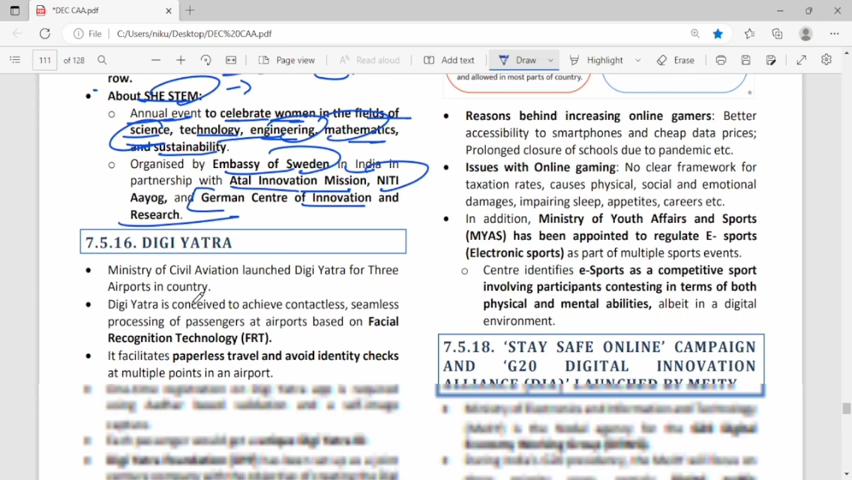 *DEC CAA.pdf
File
C:/Users/niku/Desktop/DEC%20CAA.pdf
111 of 128
Page view
Read aloud
Add text
Draw
Highlight
Erase
row.
• About SHE STEM:
o Annual event to celebrate women in the fields of
science, technology, engineering, mathematics,
and sustainability.
o Organised by Embassy of Sweden in India in
partnership with Atal Innovation Mission, NITI
Aayog, and German Centre of Innovation and
Research.
7.5.16. DIGI YATRA
• Ministry of Civil Aviation launched Digi Yatra for Three
Airports in country.
• Digi Yatra is conceived to achieve contactless, seamless
processing of passengers at airports based on Facial
Recognition Technology (FRT).
• It facilitates paperless travel and avoid identity checks
at multiple points in an airport.
and allowed in most parts of country.
• Reasons behind increasing online gamers: Better
accessibility to smartphones and cheap data prices;
Prolonged closure of schools due to pandemic etc.
• Issues with Online gaming: No clear framework for
taxation rates, causes physical, social and emotional
damages, impairing sleep, appetites, careers etc.
• In addition, Ministry of Youth Affairs and Sports
(MYAS) has been appointed to regulate E- sports
(Electronic sports) as part of multiple sports events.
o Centre identifies e-Sports as a competitive sport
involving participants contesting in terms of both
physical and mental abilities, albeit in a digital
environment.
7.5.18. ‘STAY SAFE ONLINE’ CAMPAIGN
AND ‘G20 DIGITAL INNOVATION
ALLIANCE (DIA)’ LAUNCHED BY MEITY